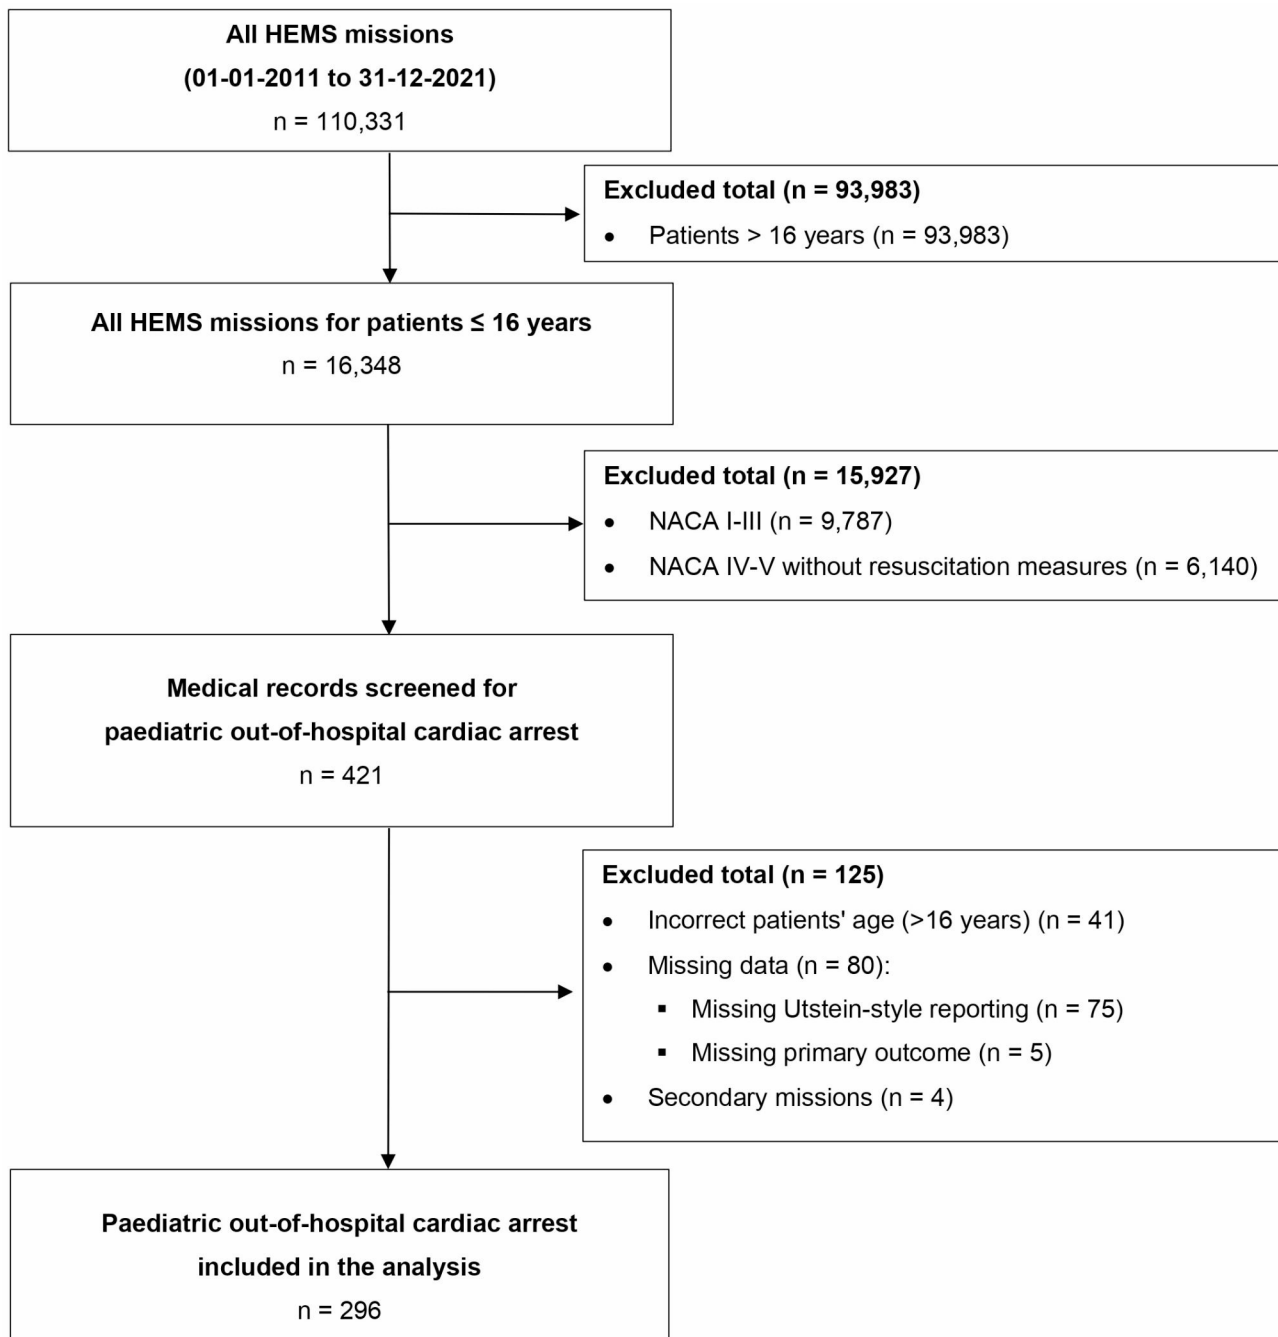 All HEMS missions
(01-01-2011 to 31-12-2021)
n = 110,331
Excluded total (n = 93,983)
• Patients > 16 years (n = 93,983)
All HEMS missions for patients ≤ 16 years
n = 16,348
Excluded total (n = 15,927)
• NACA I-III (n = 9,787)
• NACA IV-V without resuscitation measures (n = 6,140)
Medical records screened for
paediatric out-of-hospital cardiac arrest
n = 421
Excluded total (n = 125)
• Incorrect patients' age (>16 years) (n = 41)
• Missing data (n = 80):
▪ Missing Utstein-style reporting (n = 75)
▪ Missing primary outcome (n = 5)
• Secondary missions (n = 4)
Paediatric out-of-hospital cardiac arrest
included in the analysis
n = 296